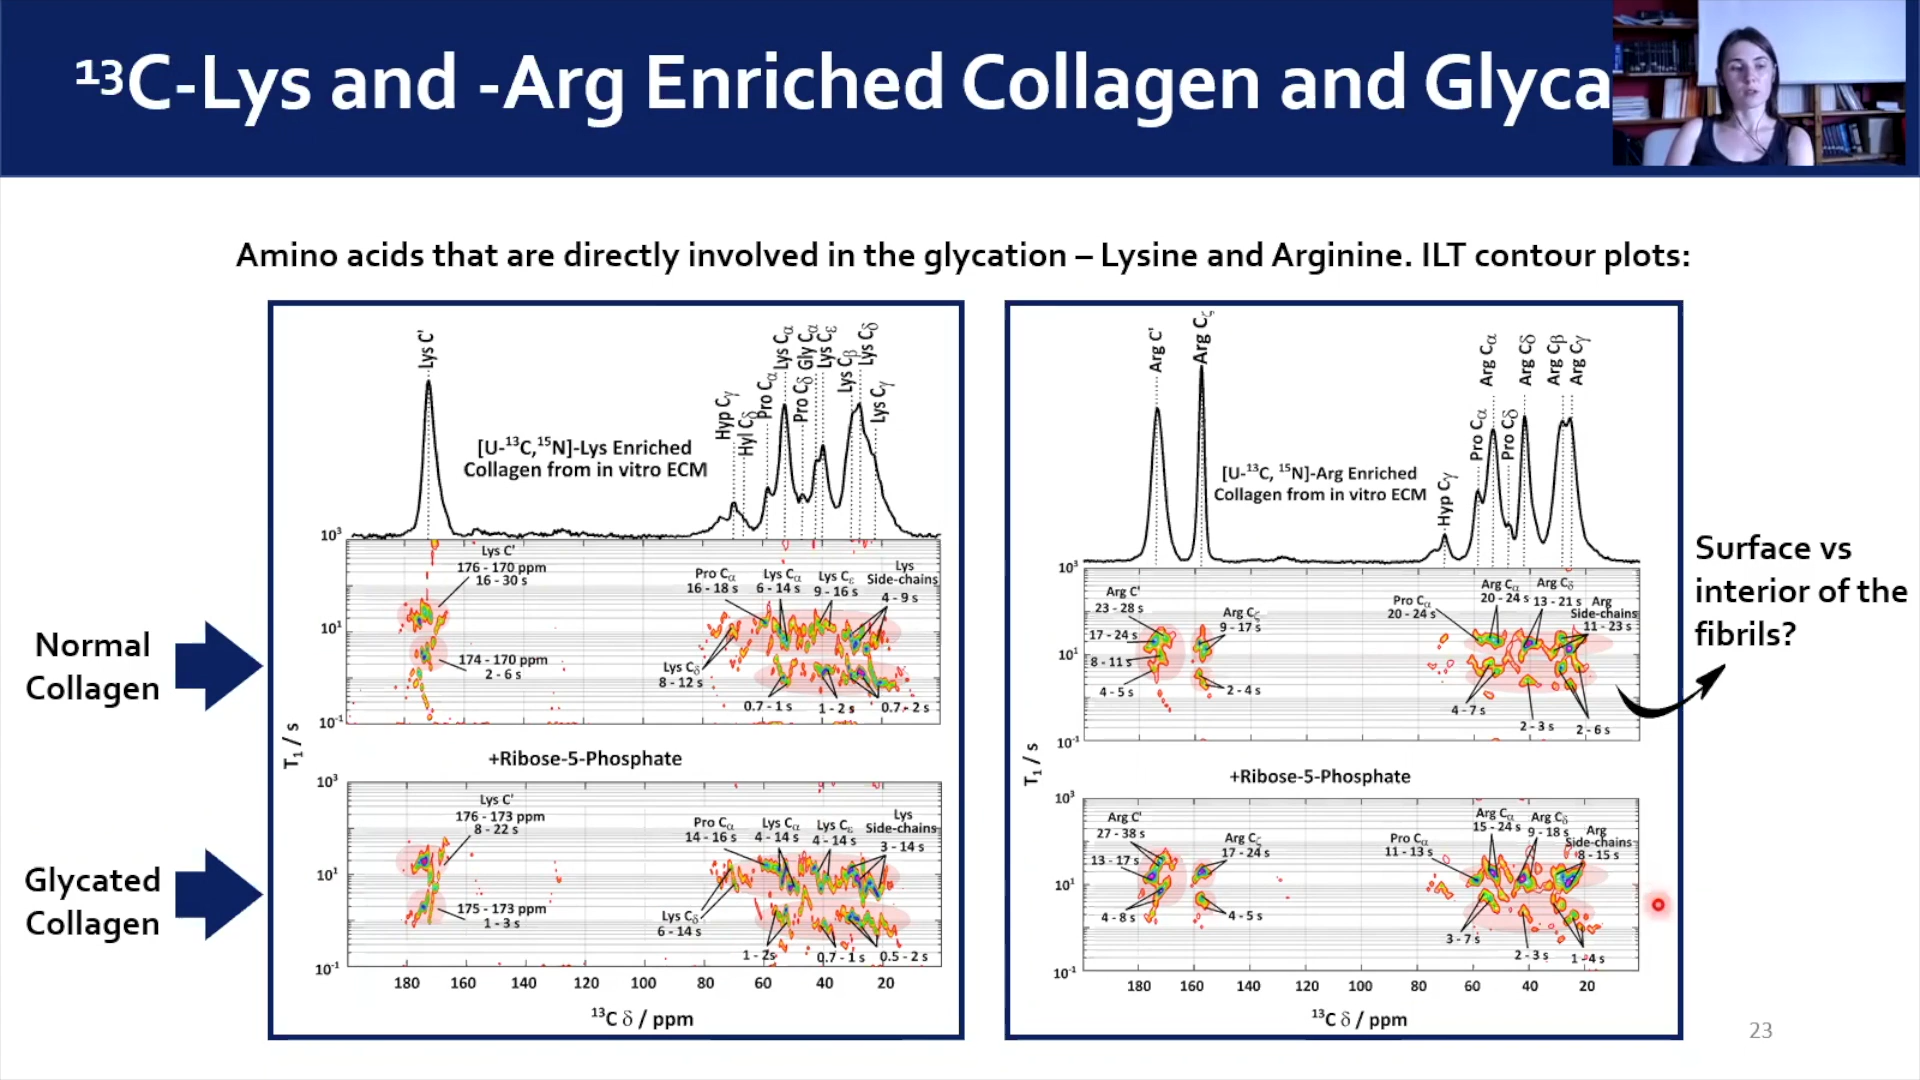 ¹³C-Lys and -Arg Enriched Collagen and Glyca
Amino acids that are directly involved in the glycation – Lysine and Arginine. ILT contour plots:
Normal
Collagen
Glycated
Collagen
Lys C'
Hyp Cγ
Hyl Cδ
Pro Cα
Lys Cα
Pro Cδ
Gly Cα
Lys Cε
Lys Cβ
Lys Cδ
Lys Cγ
[U-¹³C,¹⁵N]-Lys Enriched
Collagen from in vitro ECM
10³
10¹
10⁻¹
Lys C'
176 - 170 ppm
16 - 30 s
174 - 170 ppm
2 - 6 s
Pro Cα
16 - 18 s
Lys Cα
6 - 14 s
Lys Cε
9 - 16 s
Lys
Side-chains
4 - 9 s
Lys Cδ
8 - 12 s
0.7 - 1 s
1 - 2 s
0.7 - 2 s
T₁ / s
+Ribose-5-Phosphate
10³
10¹
10⁻¹
Lys C'
176 - 173 ppm
8 - 22 s
175 - 173 ppm
1 - 3 s
Pro Cα
14 - 16 s
Lys Cα
4 - 14 s
Lys Cε
4 - 14 s
Lys
Side-chains
3 - 14 s
Lys Cδ
6 - 14 s
1 - 2s
0.7 - 1 s
0.5 - 2 s
180 160 140 120 100 80 60 40 20
¹³C δ / ppm
Arg C'
Arg Cζ
Hyp Cγ
Pro Cα
Arg Cα
Pro Cδ
Arg Cδ
Arg Cβ
Arg Cγ
[U-¹³C, ¹⁵N]-Arg Enriched
Collagen from in vitro ECM
10³
10¹
10⁻¹
Arg C'
23 - 28 s
17 - 24 s
8 - 11 s
4 - 5 s
Arg Cζ
9 - 17 s
2 - 4 s
Pro Cα
20 - 24 s
Arg Cα
20 - 24 s
Arg Cδ
13 - 21 s
Arg
Side-chains
11 - 23 s
4 - 7 s
2 - 3 s
2 - 6 s
T₁ / s
+Ribose-5-Phosphate
10³
10¹
10⁻¹
Arg C'
27 - 38 s
13 - 17 s
4 - 8 s
Arg Cζ
17 - 24 s
4 - 5 s
Pro Cα
11 - 13 s
Arg Cα
15 - 24 s
Arg Cδ
9 - 18 s
Arg
Side-chains
8 - 15 s
3 - 7 s
2 - 3 s
1 - 4 s
180 160 140 120 100 80 60 40 20
¹³C δ / ppm
Surface vs
interior of the
fibrils?
23